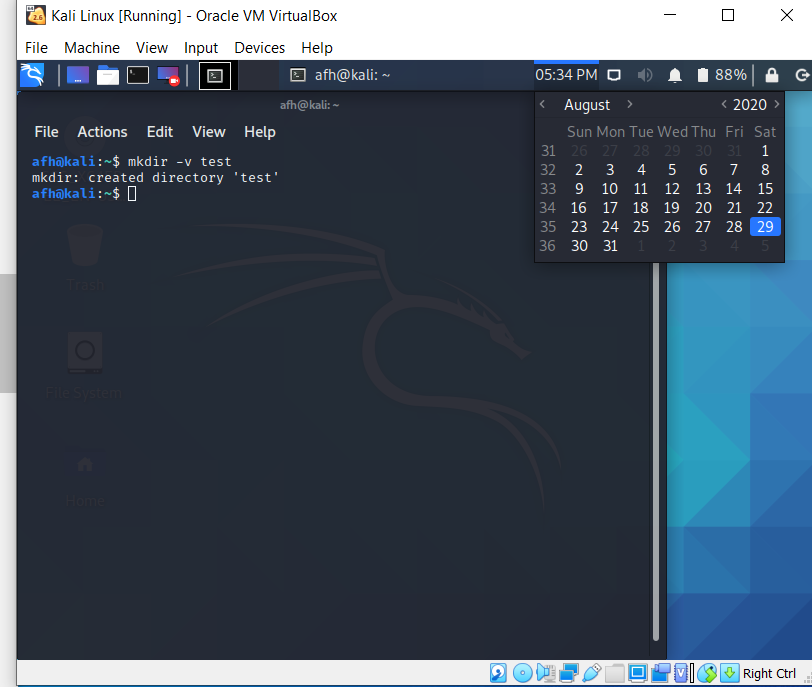 Kali Linux [Running] - Oracle VM VirtualBox
File Machine View Input Devices Help
afh@kali: ~ 05:34 PM 88%
afh@kali: ~
File Actions Edit View Help
afh@kali:~$ mkdir -v test
mkdir: created directory 'test'
afh@kali:~$
August 2020
Sun Mon Tue Wed Thu Fri Sat
31 26 27 28 29 30 31 1
32 2 3 4 5 6 7 8
33 9 10 11 12 13 14 15
34 16 17 18 19 20 21 22
35 23 24 25 26 27 28 29
36 30 31 1 2 3 4 5
Trash
File System
Home
Right Ctrl